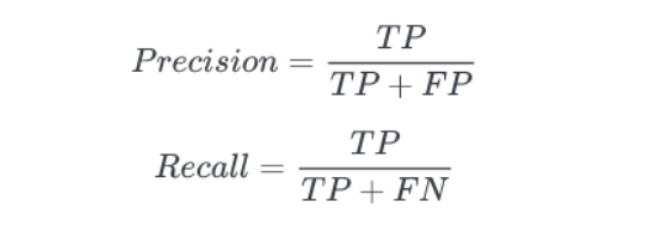 Precision = TP / TP + FP
Recall = TP / TP + FN